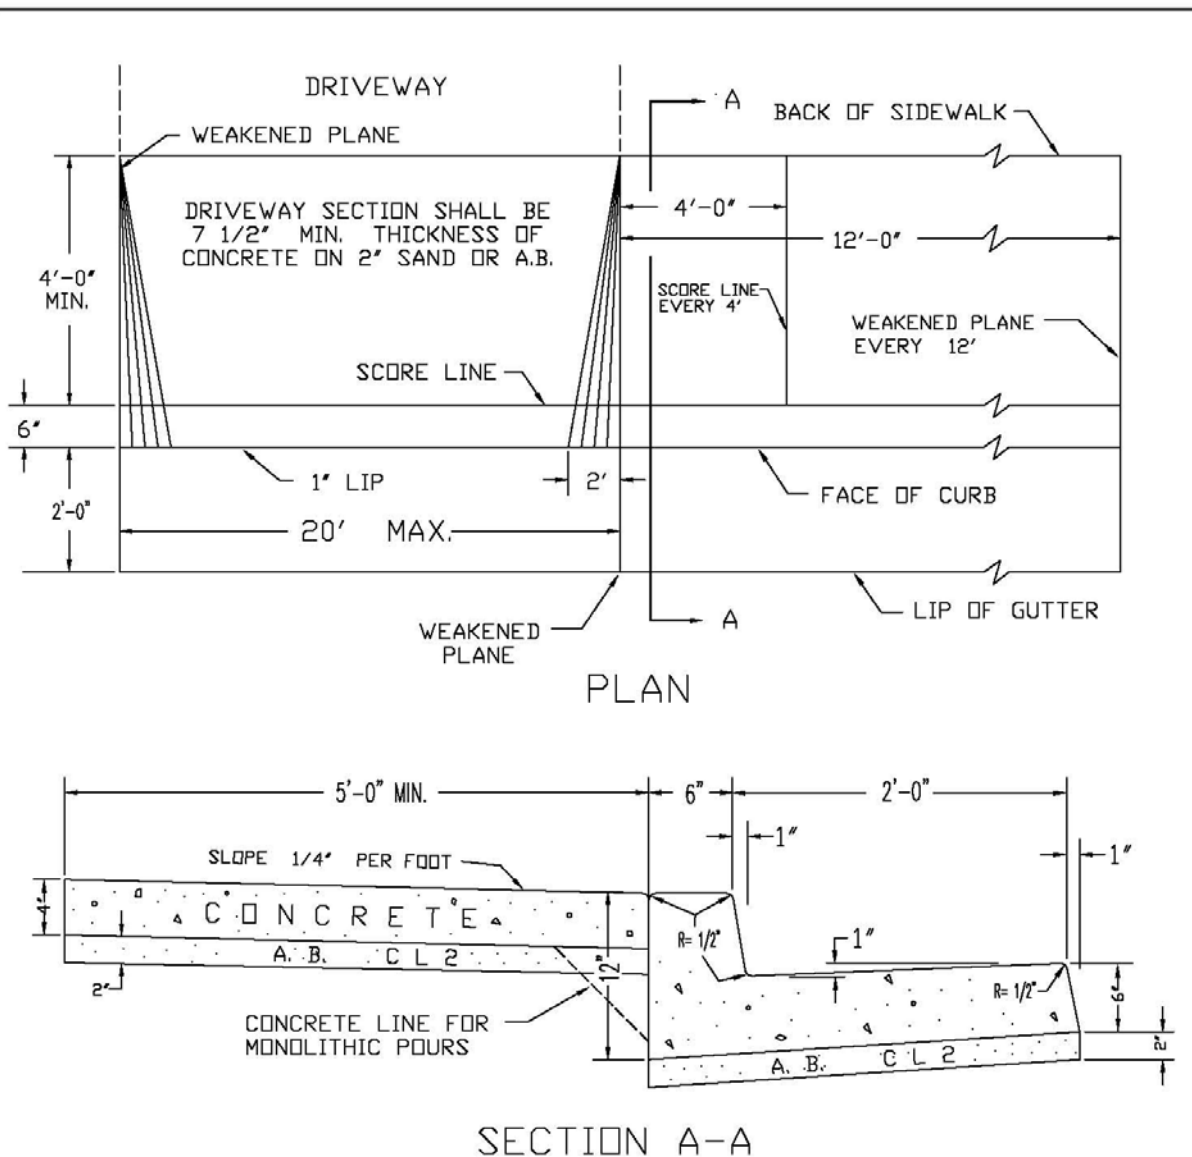 DRIVEWAY
A
BACK OF SIDEWALK
WEAKENED PLANE
DRIVEWAY SECTION SHALL BE
7 1/2" MIN. THICKNESS OF
CONCRETE ON 2" SAND OR A.B.
4'-0"
12'-0"
4'-0"
MIN.
SCORE LINE
EVERY 4'
WEAKENED PLANE
EVERY 12'
SCORE LINE
6"
1" LIP
2'
FACE OF CURB
2'-0"
20' MAX.
LIP OF GUTTER
A
WEAKENED
PLANE
PLAN
5'-0" MIN.
6"
2'-0"
1"
1"
SLOPE 1/4" PER FOOT
4"
CONCRETE
R= 1/2"
1"
A. B. CL 2
12"
R= 1/2"
6"
2"
CONCRETE LINE FOR
MONOLITHIC POURS
2"
A. B. CL 2
SECTION A-A